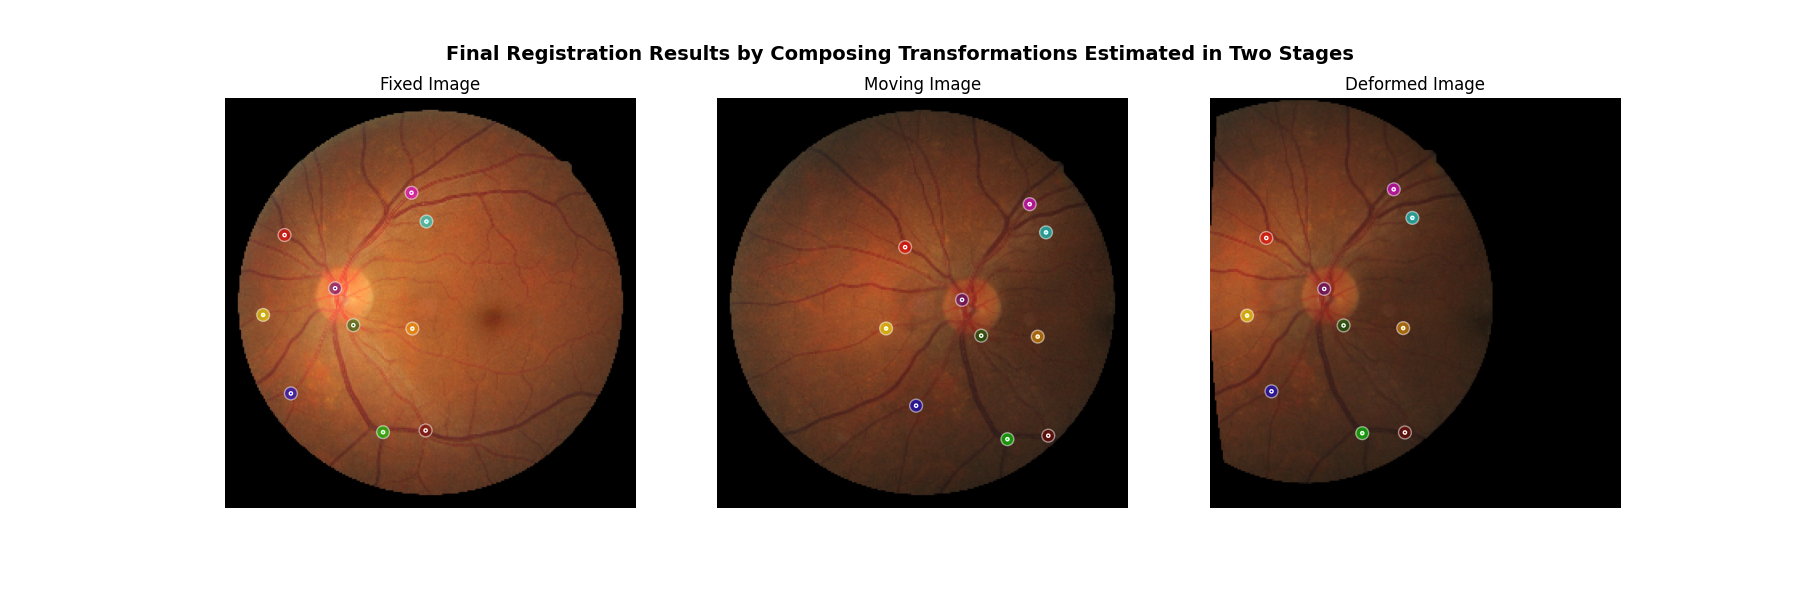 Final Registration Results by Composing Transformations Estimated in Two Stages
Fixed Image
Moving Image
Deformed Image